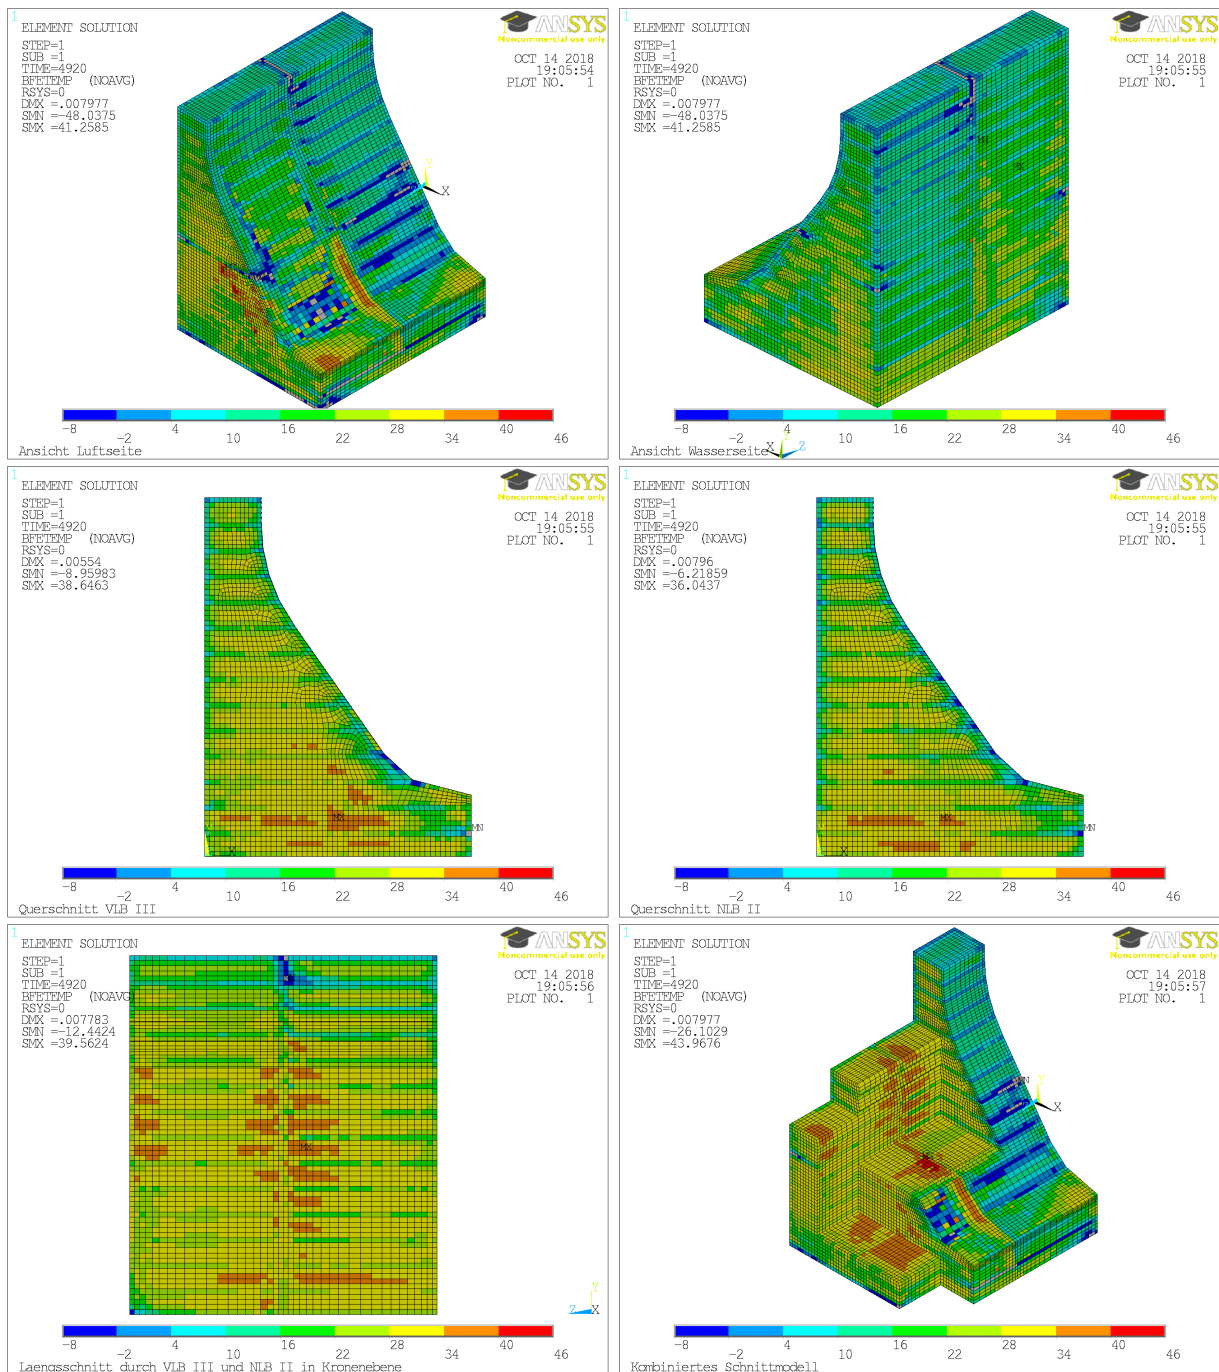 1
ELEMENT SOLUTION
STEP=1
SUB =1
TIME=4920
BFETEMP (NOAVG)
RSYS=0
DMX =.007977
SMN =-48.0375
SMX =41.2585
ANSYS
Noncommercial use only
OCT 14 2018
19:05:54
PLOT NO. 1
Y
X
-8 -2 4 10 16 22 28 34 40 46
Ansicht Luftseite
1
ELEMENT SOLUTION
STEP=1
SUB =1
TIME=4920
BFETEMP (NOAVG)
RSYS=0
DMX =.007977
SMN =-48.0375
SMX =41.2585
ANSYS
Noncommercial use only
OCT 14 2018
19:05:55
PLOT NO. 1
-8 -2 4 10 16 22 28 34 40 46
Ansicht Wasserseite
X Y Z
1
ELEMENT SOLUTION
STEP=1
SUB =1
TIME=4920
BFETEMP (NOAVG)
RSYS=0
DMX =.00554
SMN =-8.95983
SMX =38.6463
ANSYS
Noncommercial use only
OCT 14 2018
19:05:55
PLOT NO. 1
MX
MN
X
-8 -2 4 10 16 22 28 34 40 46
Querschnitt VLB III
1
ELEMENT SOLUTION
STEP=1
SUB =1
TIME=4920
BFETEMP (NOAVG)
RSYS=0
DMX =.00796
SMN =-6.21859
SMX =36.0437
ANSYS
Noncommercial use only
OCT 14 2018
19:05:55
PLOT NO. 1
MX
MN
X
-8 -2 4 10 16 22 28 34 40 46
Querschnitt NLB II
1
ELEMENT SOLUTION
STEP=1
SUB =1
TIME=4920
BFETEMP (NOAVG)
RSYS=0
DMX =.007783
SMN =-12.4424
SMX =39.5624
ANSYS
Noncommercial use only
OCT 14 2018
19:05:56
PLOT NO. 1
MX
Y
Z X
-8 -2 4 10 16 22 28 34 40 46
Laengsschnitt durch VLB III und NLB II in Kronenebene
1
ELEMENT SOLUTION
STEP=1
SUB =1
TIME=4920
BFETEMP (NOAVG)
RSYS=0
DMX =.007977
SMN =-26.1029
SMX =43.9676
ANSYS
Noncommercial use only
OCT 14 2018
19:05:57
PLOT NO. 1
Y
X
-8 -2 4 10 16 22 28 34 40 46
Kombiniertes Schnittmodell